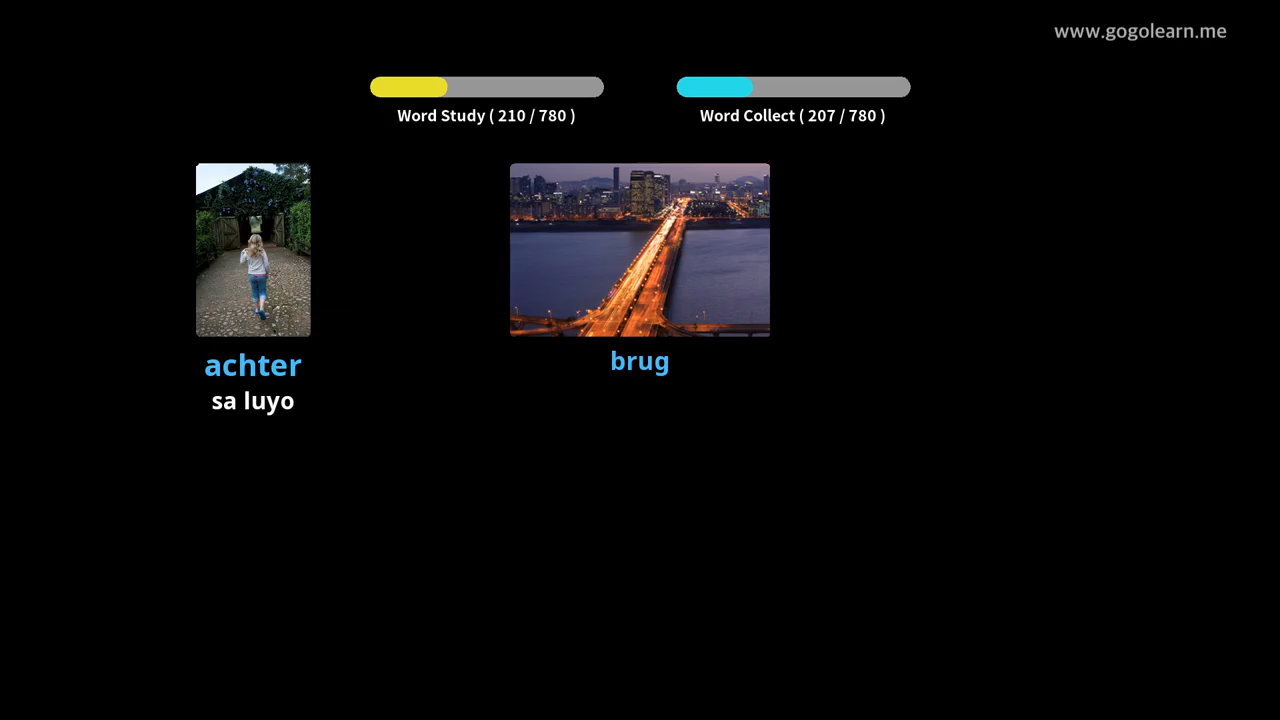 www.gogolearn.me
Word Study ( 210 / 780 )
Word Collect ( 207 / 780 )
achter
sa luyo
brug